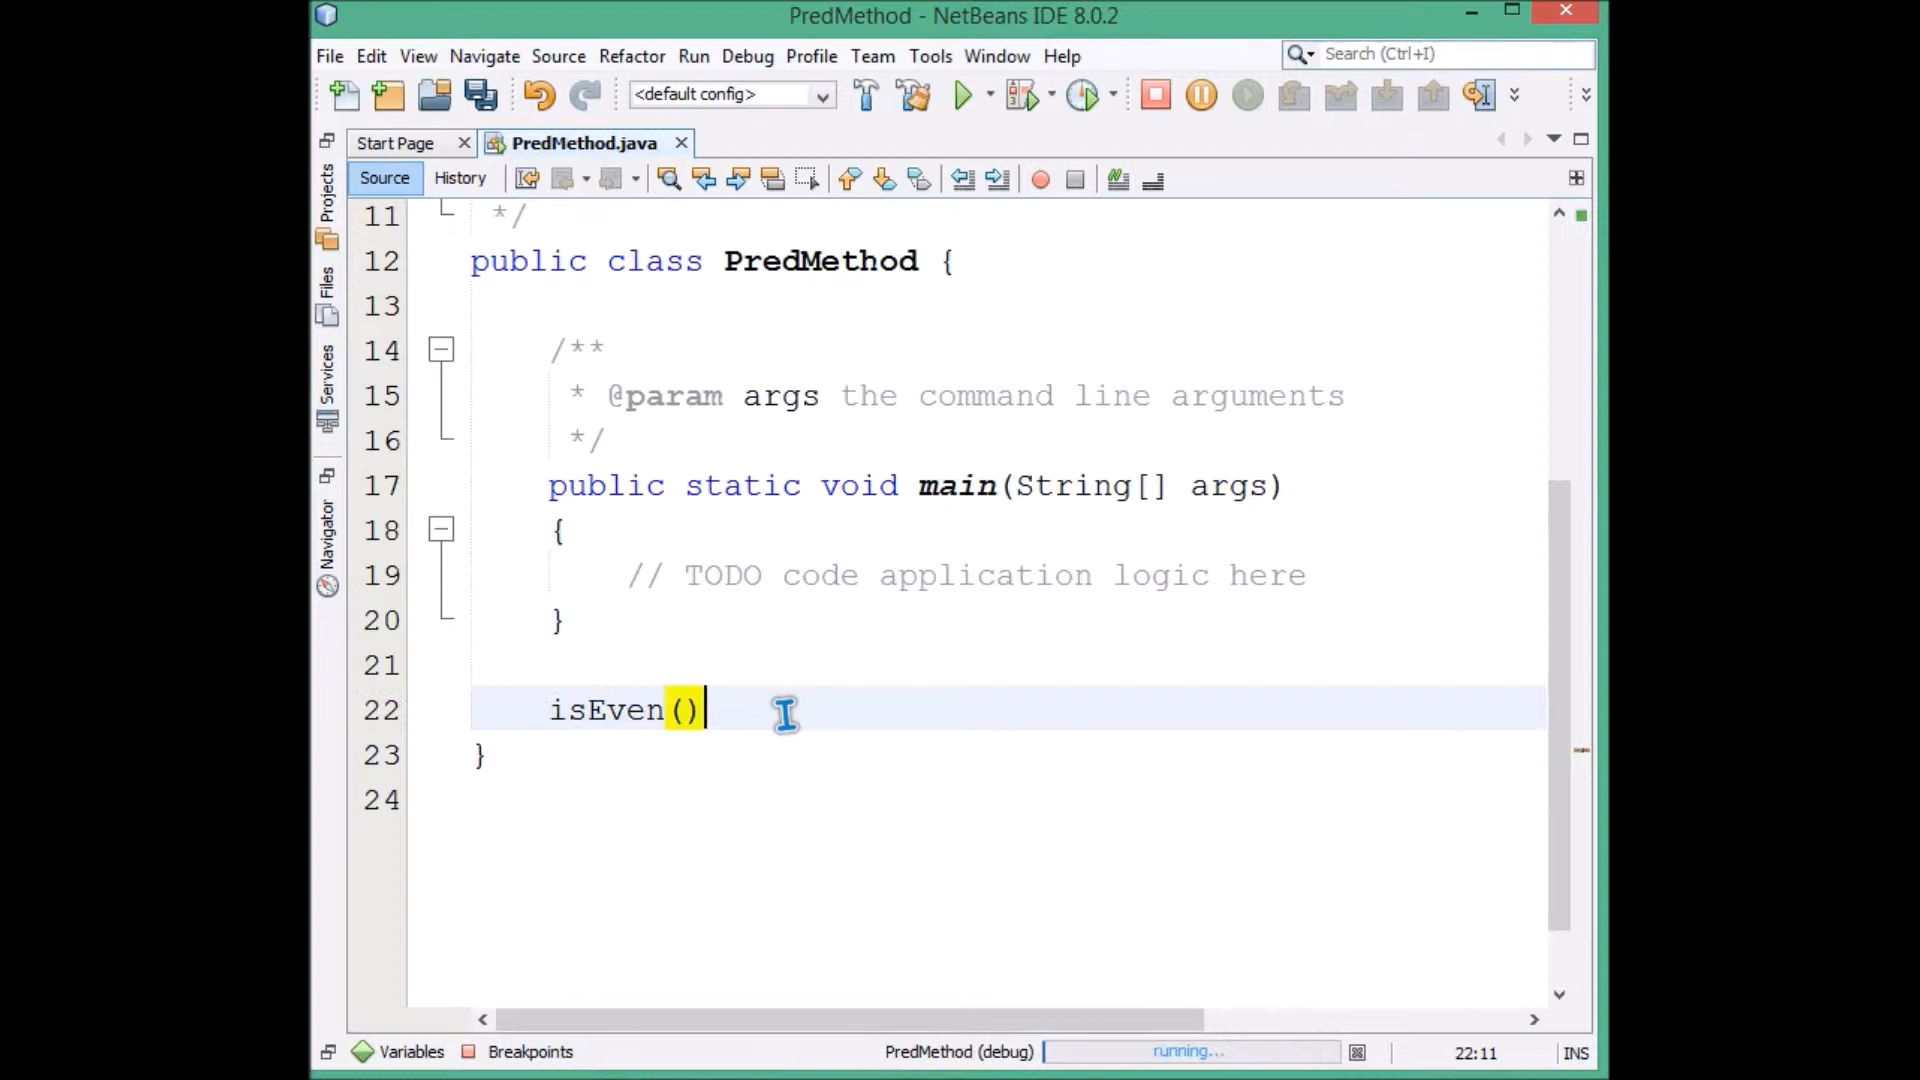 PredMethod - NetBeans IDE 8.0.2
File Edit View Navigate Source Refactor Run Debug Profile Team Tools Window Help
Search (Ctrl+I)
<default config>
Start Page
PredMethod.java
Source History
Projects
Files
Services
Navigator
11 */
12 public class PredMethod {
13
14 /**
15 * @param args the command line arguments
16 */
17 public static void main(String[] args)
18 {
19 // TODO code application logic here
20 }
21
22 isEven()
23 }
24
Variables Breakpoints PredMethod (debug) running... 22:11 INS